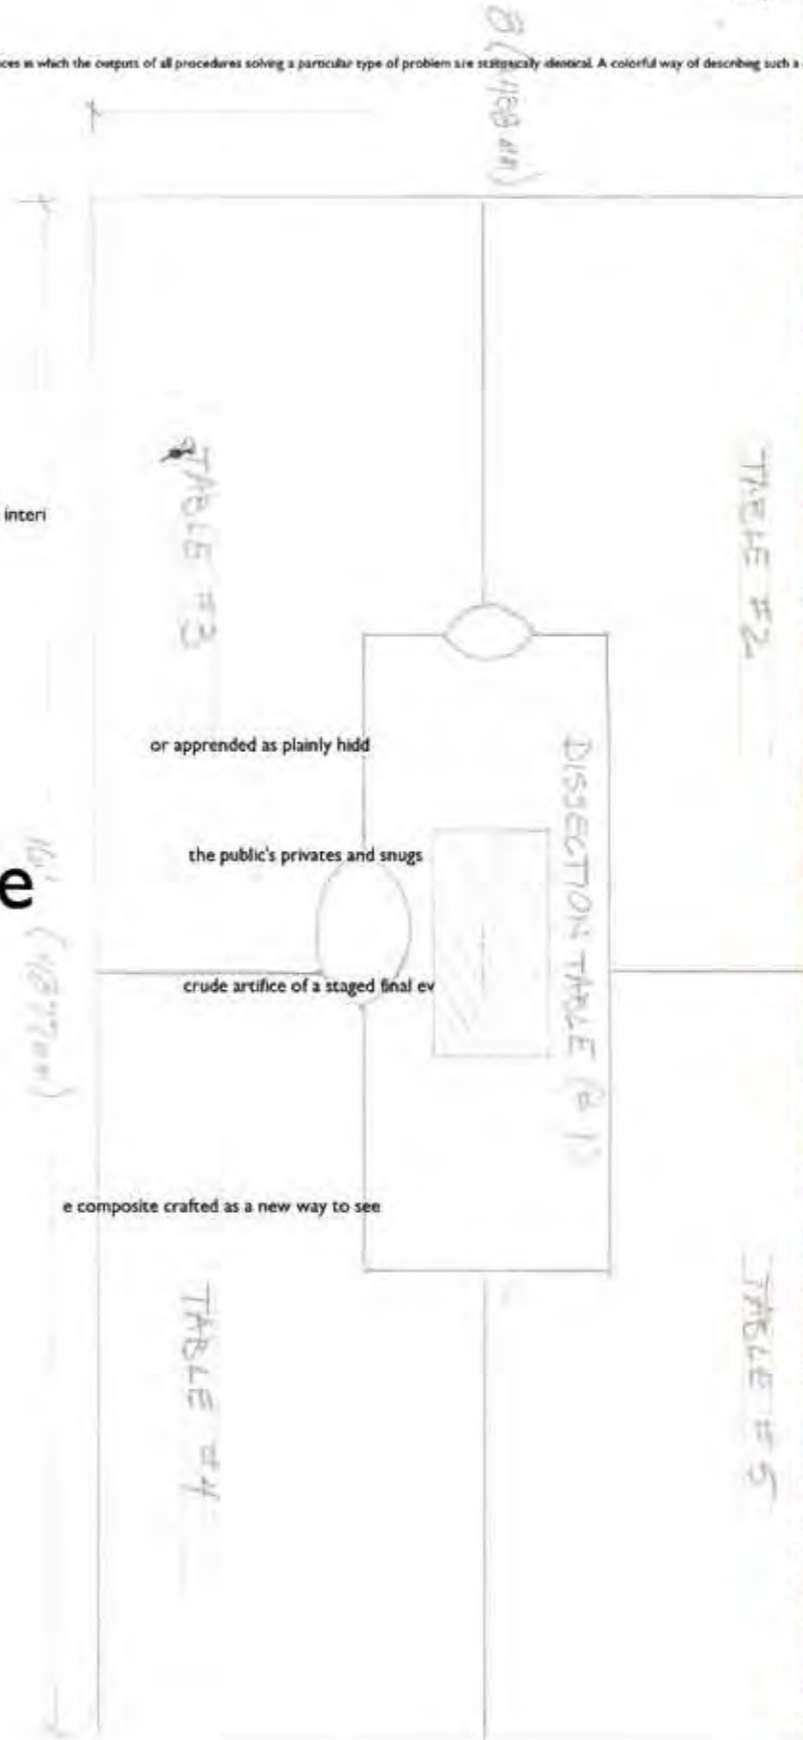 ces in which the outputs of all procedures solving a particular type of problem are statistically identical. A colorful way of describing such a
TABLE #3
TABLE #2
interi
or apprended as plainly hidd
DISSECTION TABLE (# 1)
the public's privates and snugs
e
16' (4877mm)
crude artifice of a staged final ev
e composite crafted as a new way to see
TABLE #4
TABLE #5